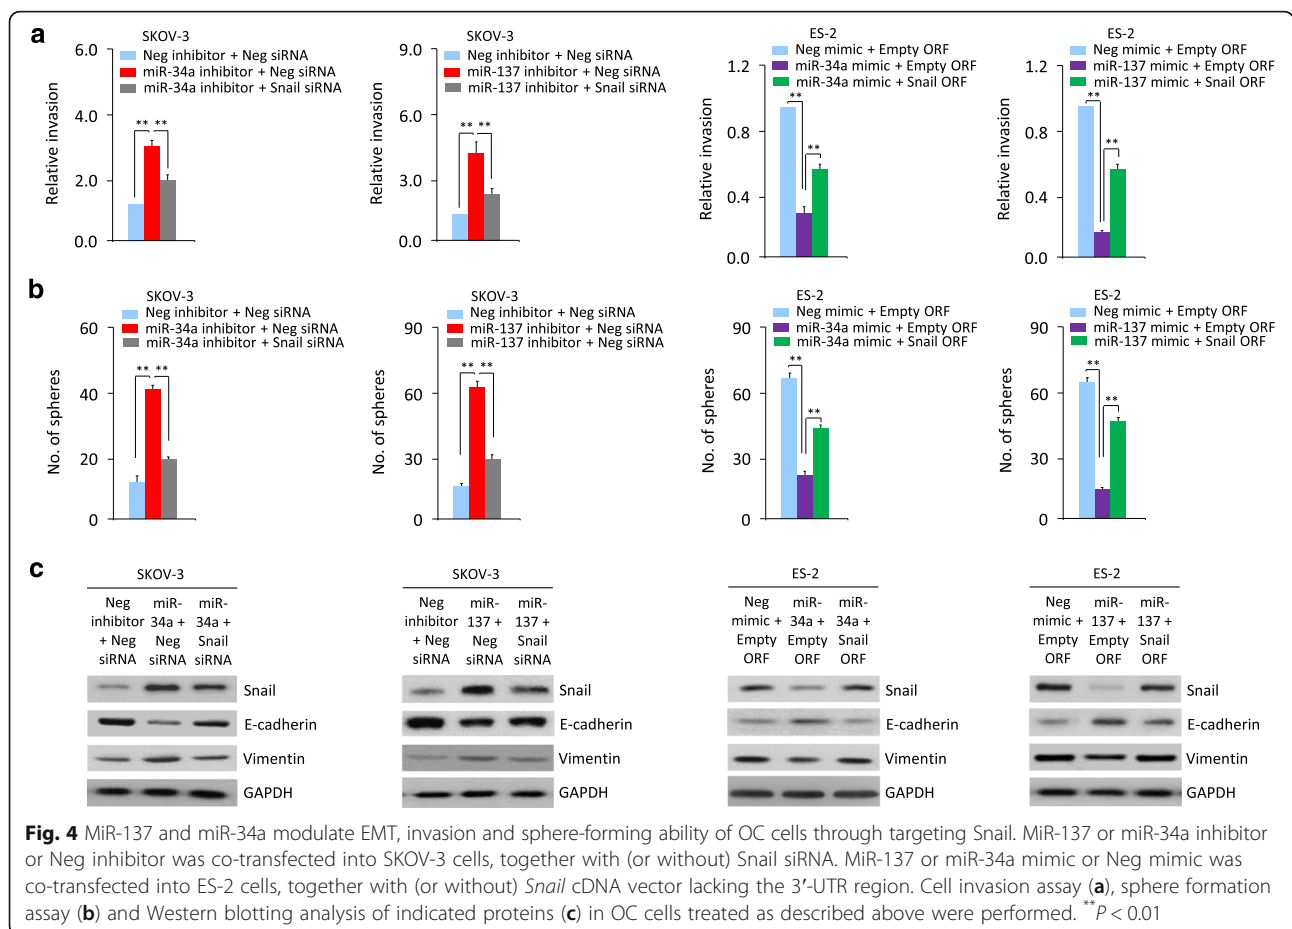 a
SKOV-3
Neg inhibitor + Neg siRNA
miR-34a inhibitor + Neg siRNA
miR-34a inhibitor + Snail siRNA
Relative invasion
6.0
4.0
2.0
0.0
** **
SKOV-3
Neg inhibitor + Neg siRNA
miR-137 inhibitor + Neg siRNA
miR-137 inhibitor + Snail siRNA
Relative invasion
9.0
6.0
3.0
0.0
** **
ES-2
Neg mimic + Empty ORF
miR-34a mimic + Empty ORF
miR-34a mimic + Snail ORF
Relative invasion
1.2
0.8
0.4
0.0
**
**
ES-2
Neg mimic + Empty ORF
miR-137 mimic + Empty ORF
miR-137 mimic + Snail ORF
Relative invasion
1.2
0.8
0.4
0.0
**
**
b
SKOV-3
Neg inhibitor + Neg siRNA
miR-34a inhibitor + Neg siRNA
miR-34a inhibitor + Snail siRNA
No. of spheres
60
40
20
0
** **
SKOV-3
Neg inhibitor + Neg siRNA
miR-137 inhibitor + Neg siRNA
miR-137 inhibitor + Neg siRNA
No. of spheres
90
60
30
0
** **
ES-2
Neg mimic + Empty ORF
miR-34a mimic + Empty ORF
miR-34a mimic + Snail ORF
No. of spheres
90
60
30
0
**
**
ES-2
Neg mimic + Empty ORF
miR-137 mimic + Empty ORF
miR-137 mimic + Snail ORF
No. of spheres
90
60
30
0
**
**
c
SKOV-3
Neg miR- miR-
inhibitor 34a + 34a +
+ Neg Neg Snail
siRNA siRNA siRNA
Snail
E-cadherin
Vimentin
GAPDH
SKOV-3
Neg miR- miR-
inhibitor 137 + 137 +
+ Neg Neg Snail
siRNA siRNA siRNA
Snail
E-cadherin
Vimentin
GAPDH
ES-2
Neg miR- miR-
mimic + 34a + 34a +
Empty Empty Snail
ORF ORF ORF
Snail
E-cadherin
Vimentin
GAPDH
ES-2
Neg miR- miR-
mimic + 137 + 137 +
Empty Empty Snail
ORF ORF ORF
Snail
E-cadherin
Vimentin
GAPDH
Fig. 4 MiR-137 and miR-34a modulate EMT, invasion and sphere-forming ability of OC cells through targeting Snail. MiR-137 or miR-34a inhibitor
or Neg inhibitor was co-transfected into SKOV-3 cells, together with (or without) Snail siRNA. MiR-137 or miR-34a mimic or Neg mimic was
co-transfected into ES-2 cells, together with (or without) Snail cDNA vector lacking the 3′-UTR region. Cell invasion assay (a), sphere formation
assay (b) and Western blotting analysis of indicated proteins (c) in OC cells treated as described above were performed. **P < 0.01